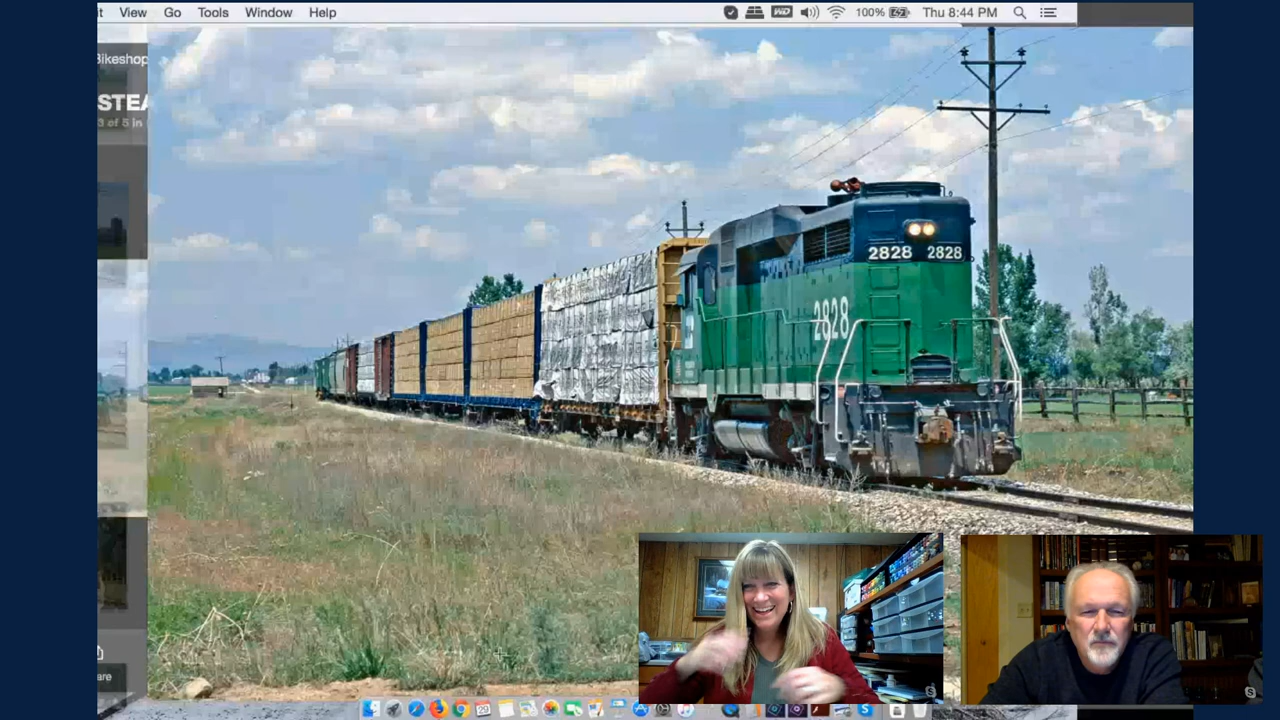 View Go Tools Window Help
100% Thu 8:44 PM
Bikeshop
STEA
3 of 5 in
2828 2828
2828
are